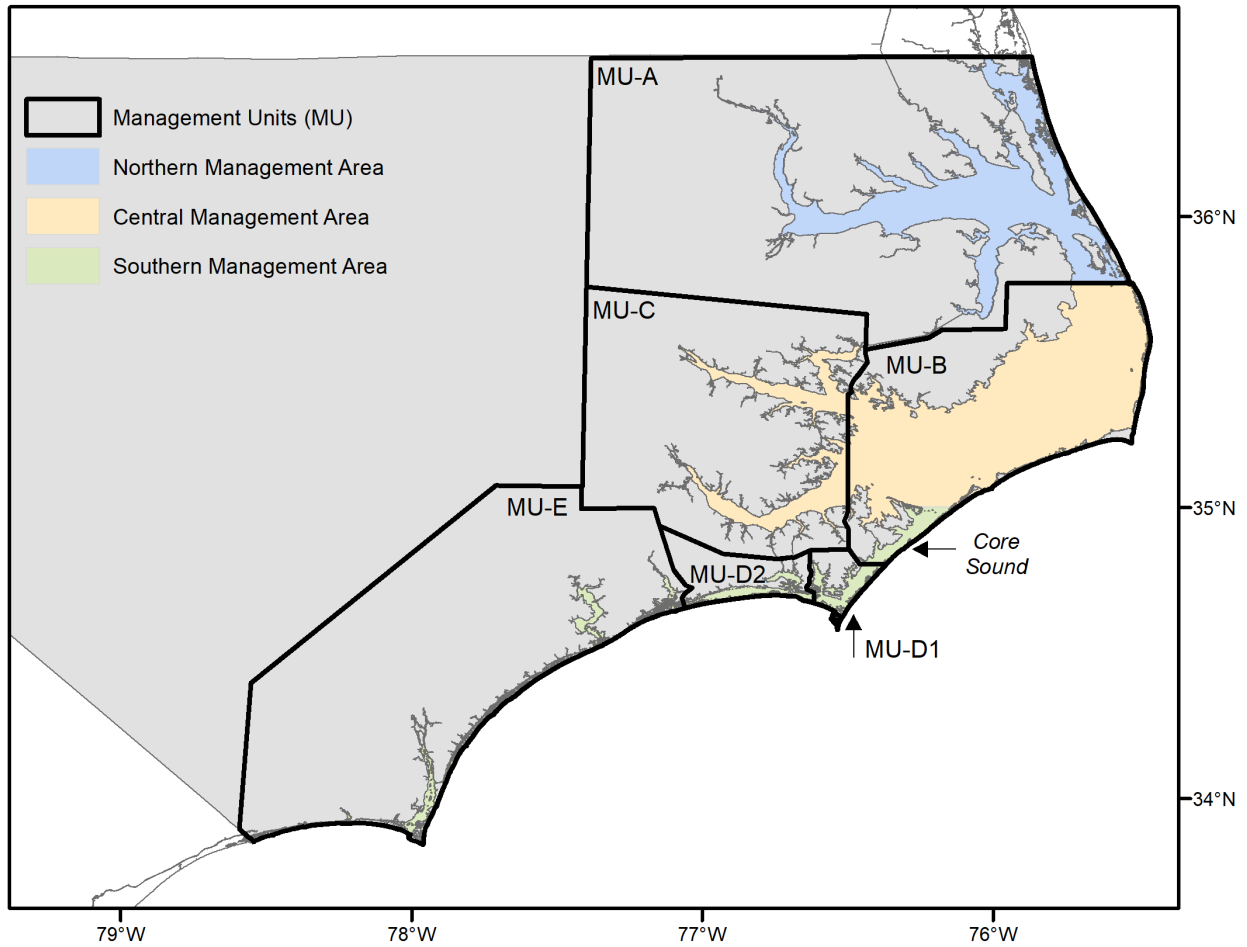 MU-A
Management Units (MU)
Northern Management Area
Central Management Area
Southern Management Area
36°N
MU-C
MU-B
MU-E
35°N
Core
Sound
MU-D2
MU-D1
34°N
79°W
78°W
77°W
76°W